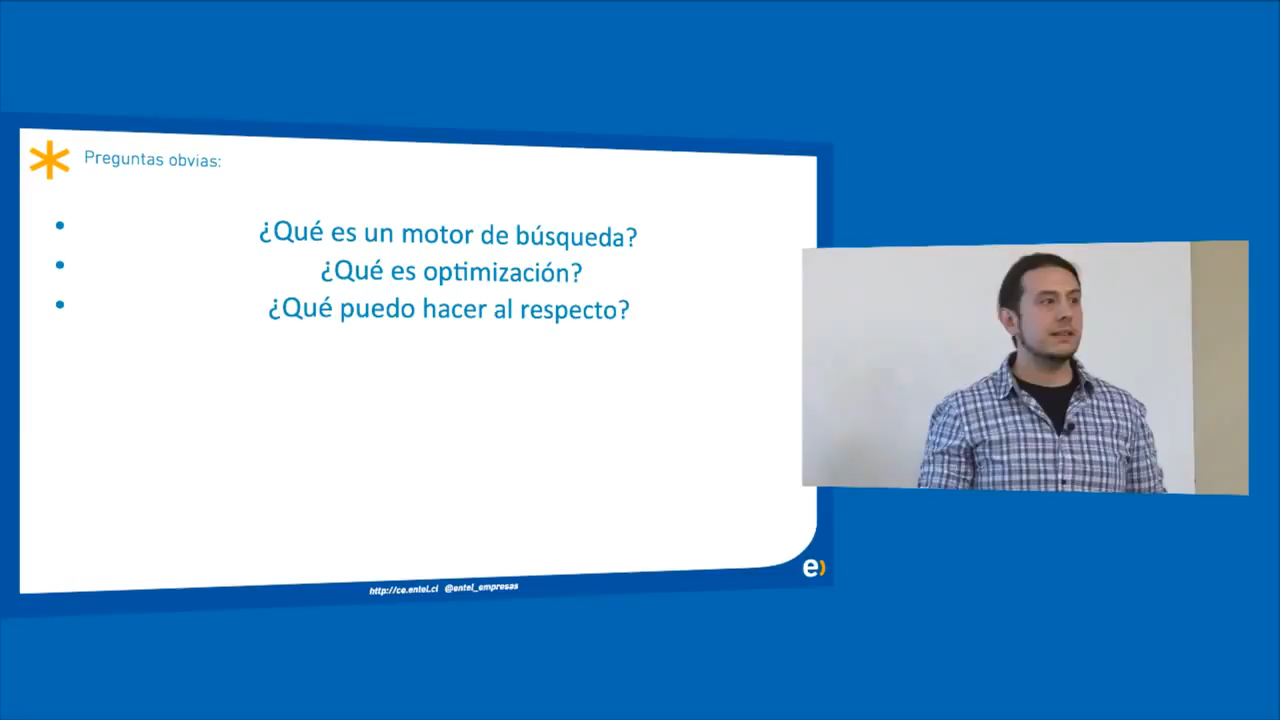 Preguntas obvias:
• ¿Qué es un motor de búsqueda?
• ¿Qué es optimización?
• ¿Qué puedo hacer al respecto?
e)
http://ce.entel.cl @entel_empresas